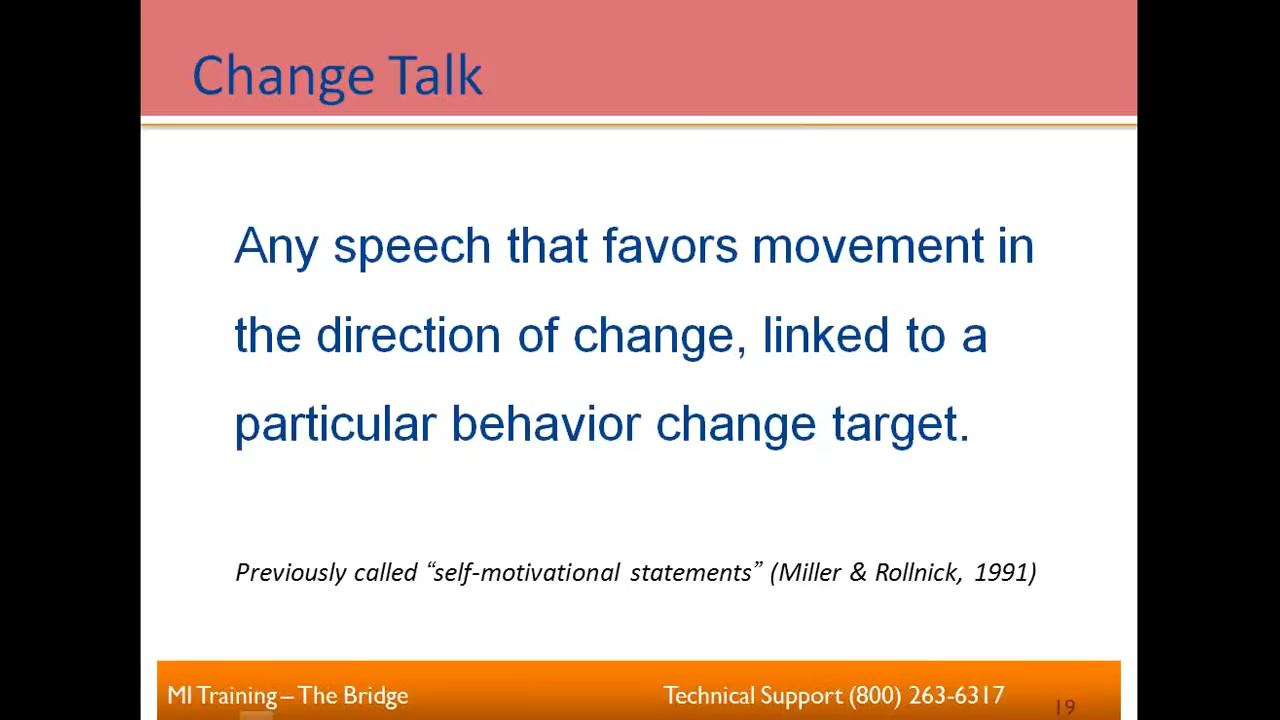 Change Talk
Any speech that favors movement in
the direction of change, linked to a
particular behavior change target.
Previously called “self-motivational statements” (Miller & Rollnick, 1991)
MI Training – The Bridge
Technical Support (800) 263-6317
19